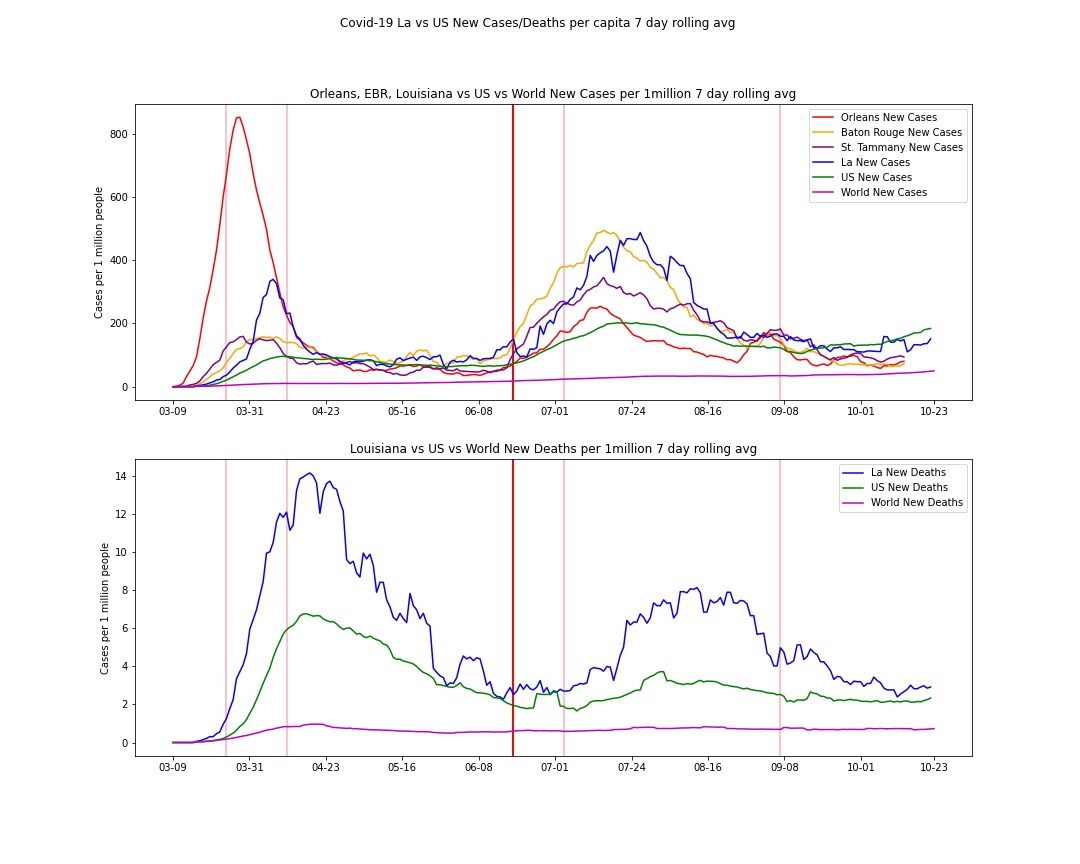 Covid-19 La vs US New Cases/Deaths per capita 7 day rolling avg
Orleans, EBR, Louisiana vs US vs World New Cases per 1million 7 day rolling avg
Cases per 1 million people
800
600
400
200
0
Orleans New Cases
Baton Rouge New Cases
St. Tammany New Cases
La New Cases
US New Cases
World New Cases
03-09 03-31 04-23 05-16 06-08 07-01 07-24 08-16 09-08 10-01 10-23
Louisiana vs US vs World New Deaths per 1million 7 day rolling avg
Cases per 1 million people
14
12
10
8
6
4
2
0
La New Deaths
US New Deaths
World New Deaths
03-09 03-31 04-23 05-16 06-08 07-01 07-24 08-16 09-08 10-01 10-23